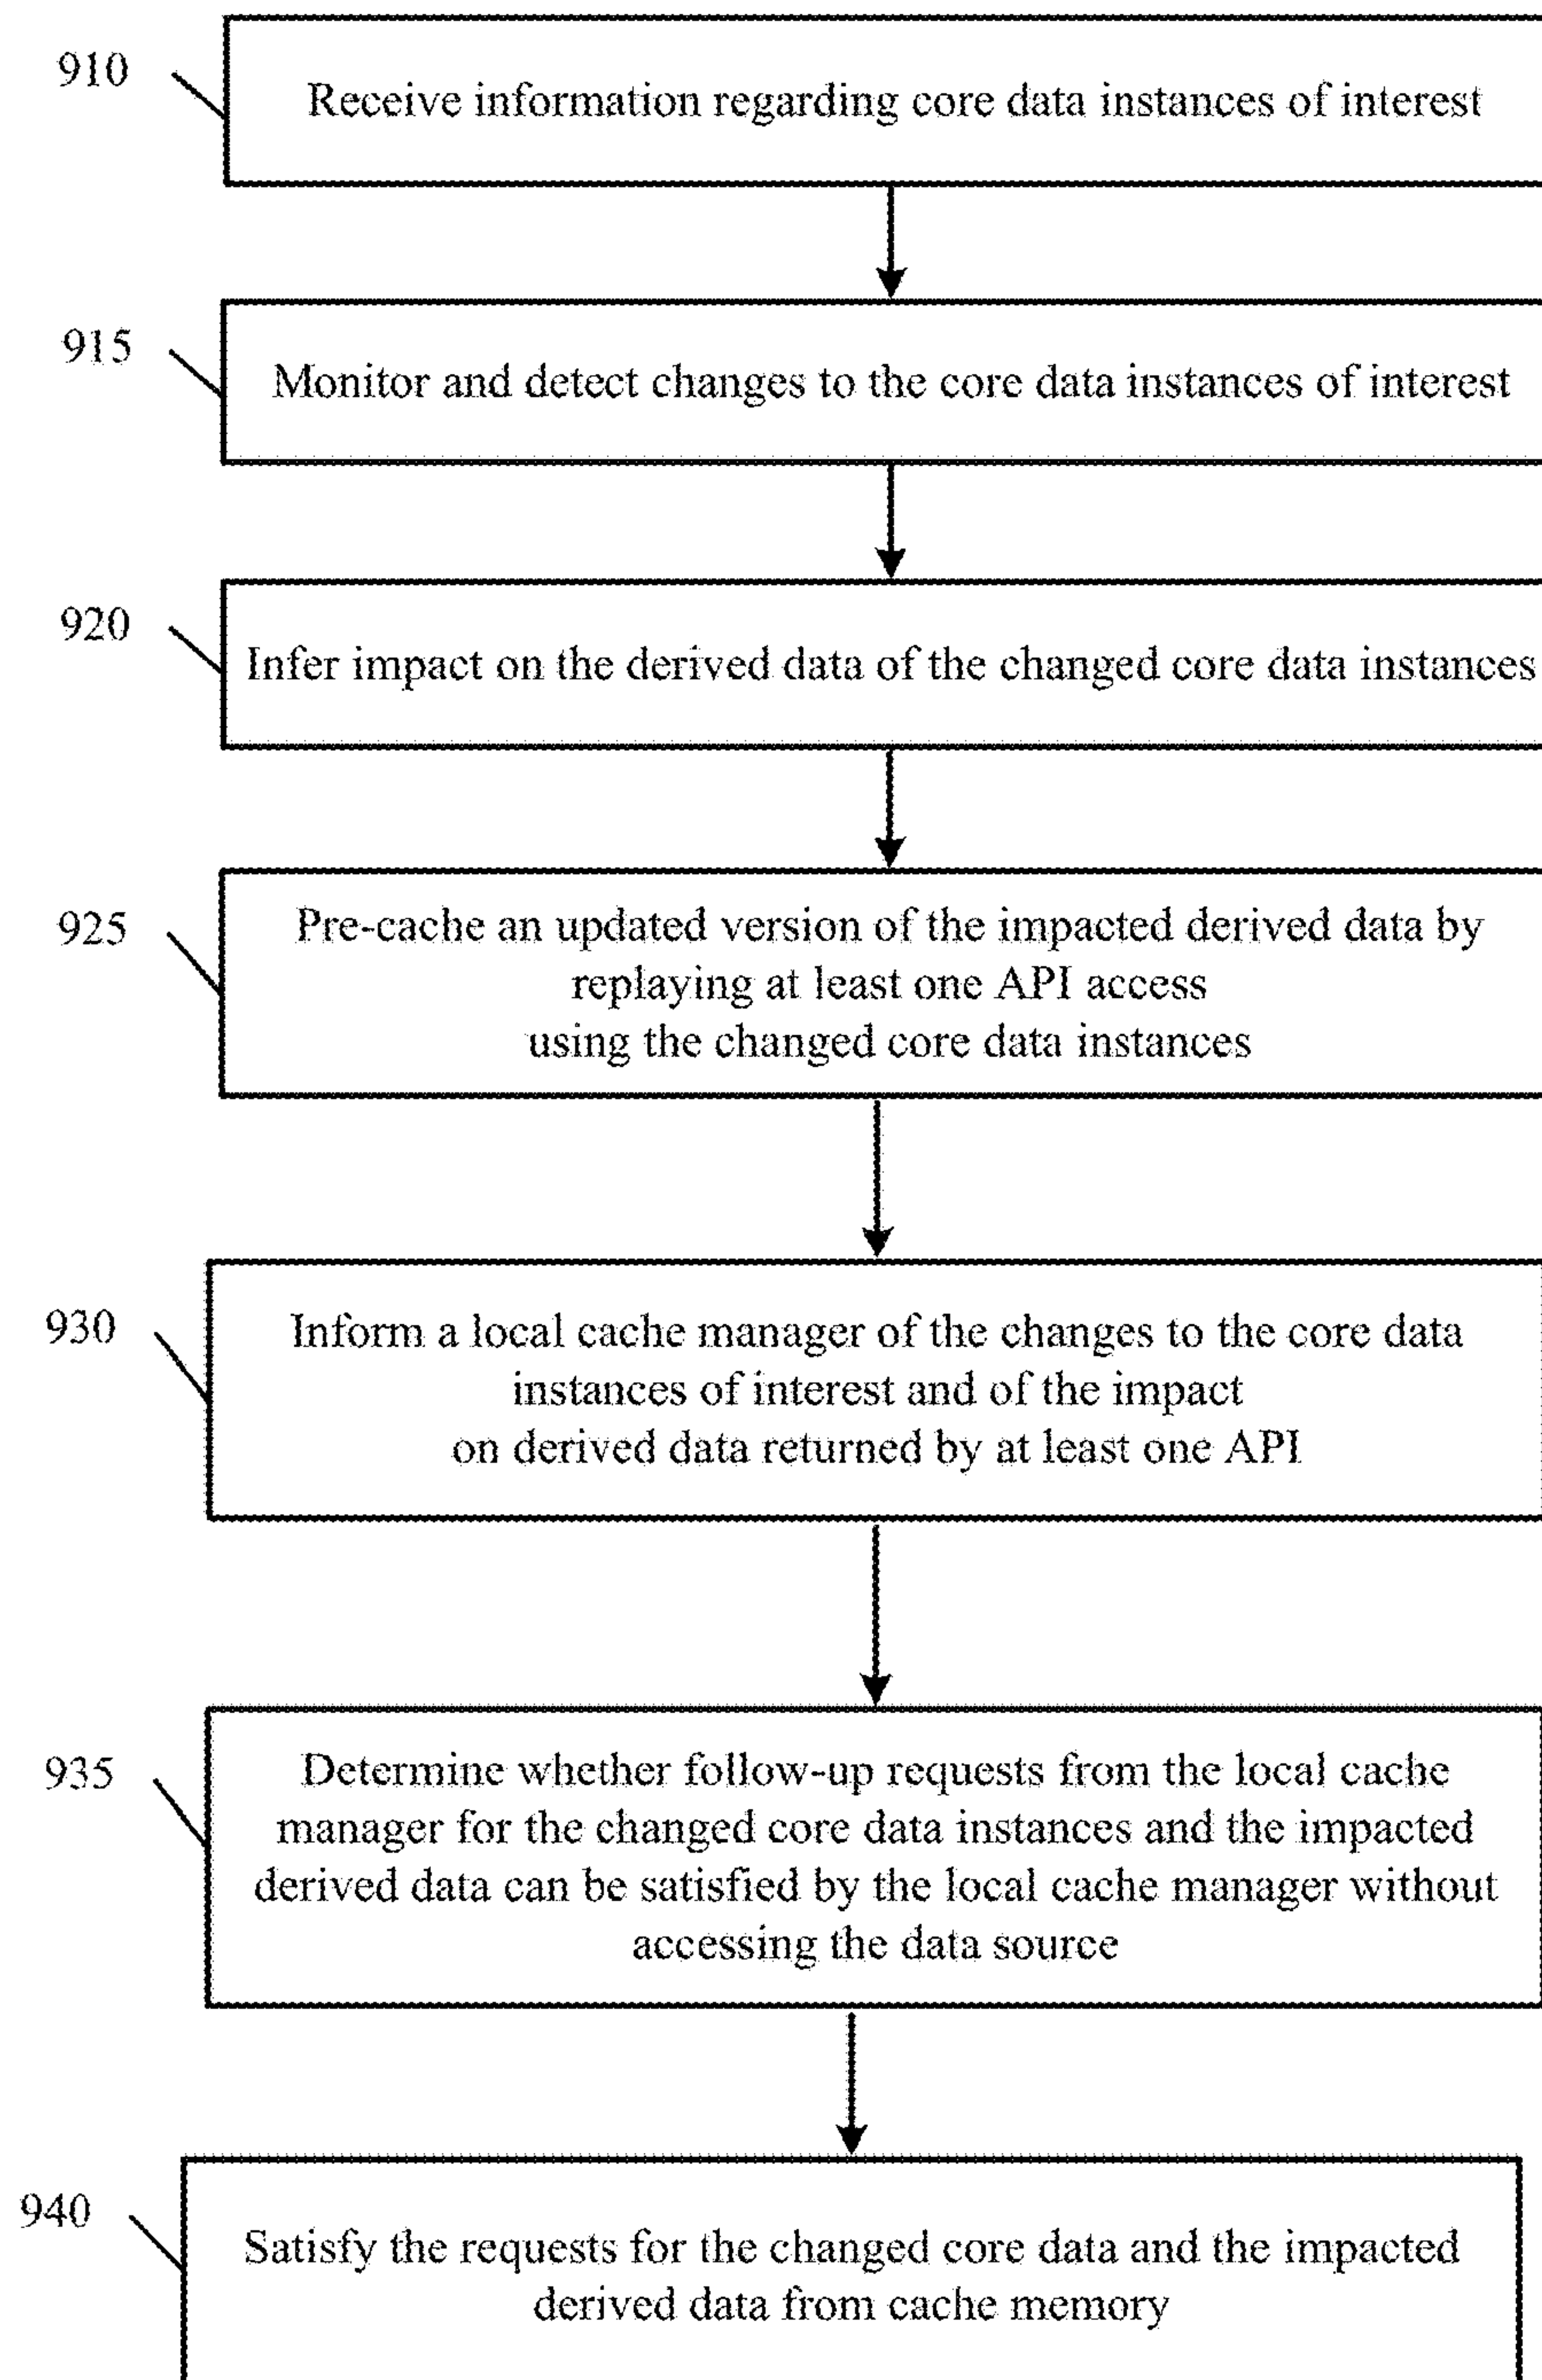 910
Receive information regarding core data instances of interest
915
Monitor and detect changes to the core data instances of interest
920
Infer impact on the derived data of the changed core data instances
925
Pre-cache an updated version of the impacted derived data by
replaying at least one API access
using the changed core data instances
930
Inform a local cache manager of the changes to the core data
instances of interest and of the impact
on derived data returned by at least one API
935
Determine whether follow-up requests from the local cache
manager for the changed core data instances and the impacted
derived data can be satisfied by the local cache manager without
accessing the data source
940
Satisfy the requests for the changed core data and the impacted
derived data from cache memory